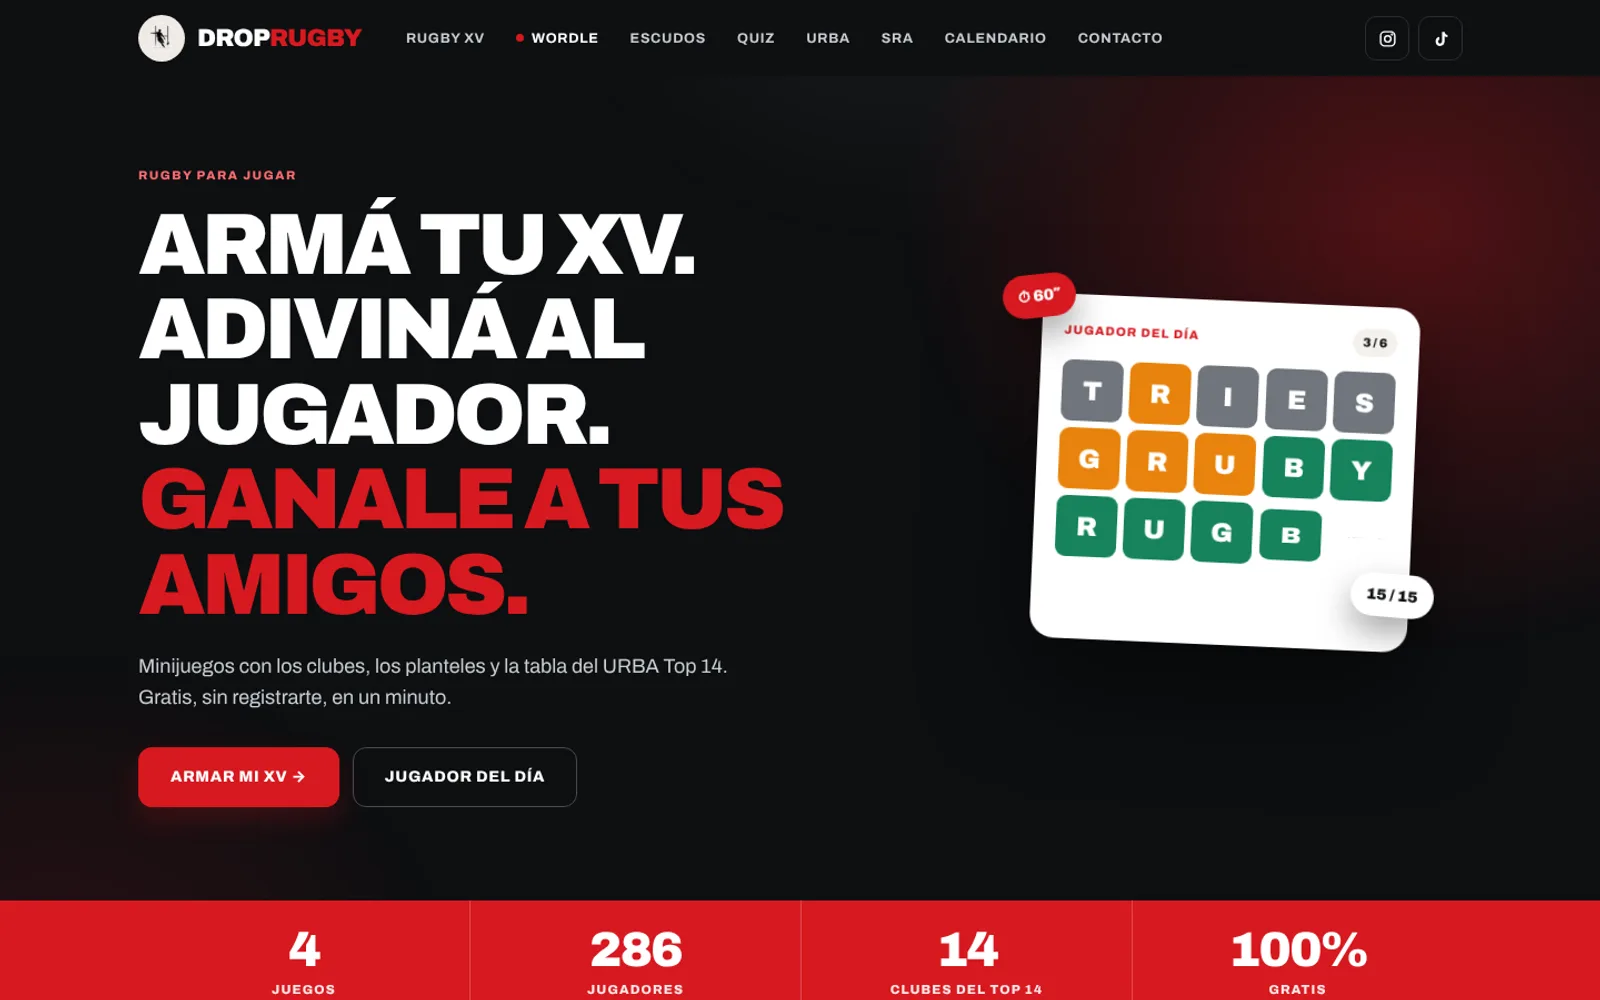 DROPRUGBY
RUGBY XV
WORDLE
ESCUDOS
QUIZ
URBA
SRA
CALENDARIO
CONTACTO
RUGBY PARA JUGAR
ARMÁ TU XV.
ADIVINÁ AL
JUGADOR.
GANALE A TUS
AMIGOS.
Minijuegos con los clubes, los planteles y la tabla del URBA Top 14.
Gratis, sin registrarte, en un minuto.
ARMAR MI XV →
JUGADOR DEL DÍA
⏱ 60″
JUGADOR DEL DÍA
3/6
T R I E S
G R U B Y
R U G B
15/15
4
JUEGOS
286
JUGADORES
14
CLUBES DEL TOP 14
100%
GRATIS